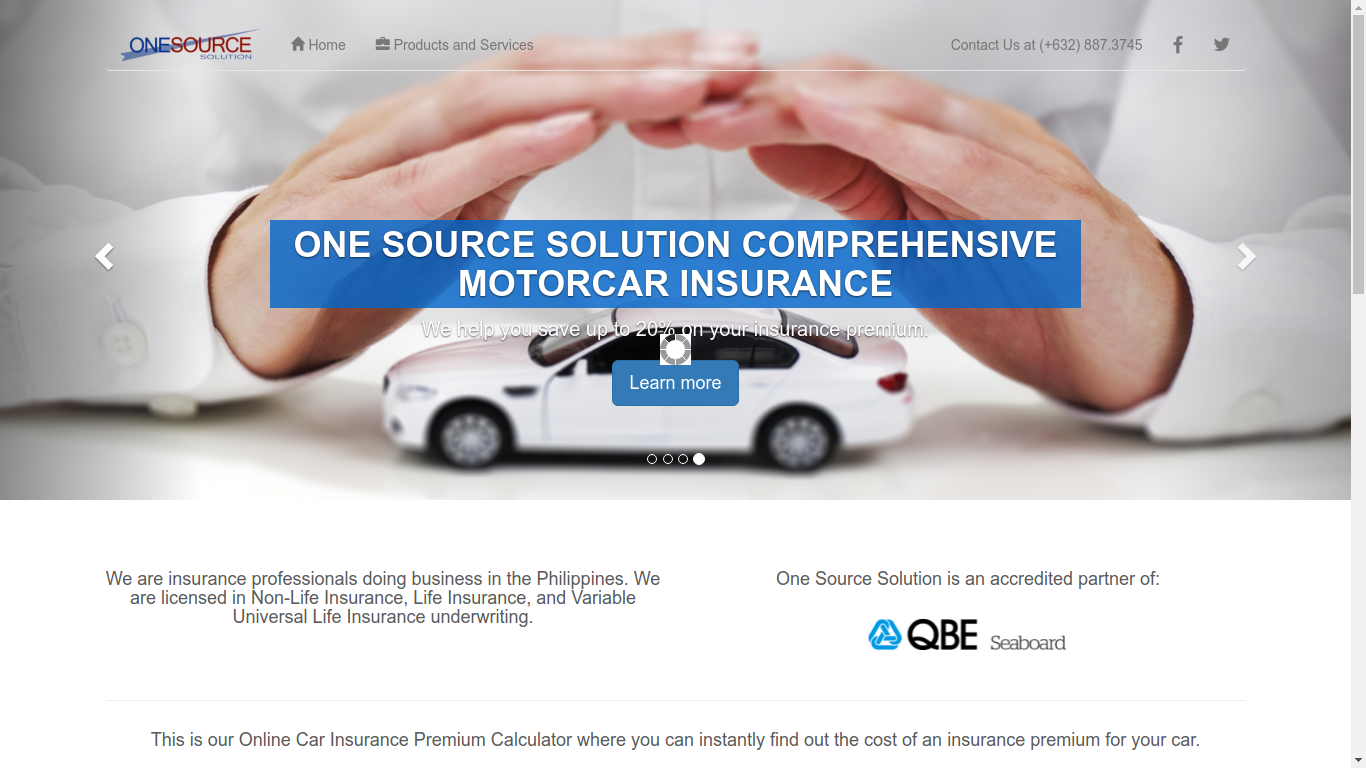 ONESOURCE
SOLUTION
Home
Products and Services
Contact Us at (+632) 887.3745
ONE SOURCE SOLUTION COMPREHENSIVE
MOTORCAR INSURANCE
We help you save up to 20% on your insurance premium.
Learn more
We are insurance professionals doing business in the Philippines. We
are licensed in Non-Life Insurance, Life Insurance, and Variable
Universal Life Insurance underwriting.
One Source Solution is an accredited partner of:
QBE Seaboard
This is our Online Car Insurance Premium Calculator where you can instantly find out the cost of an insurance premium for your car.